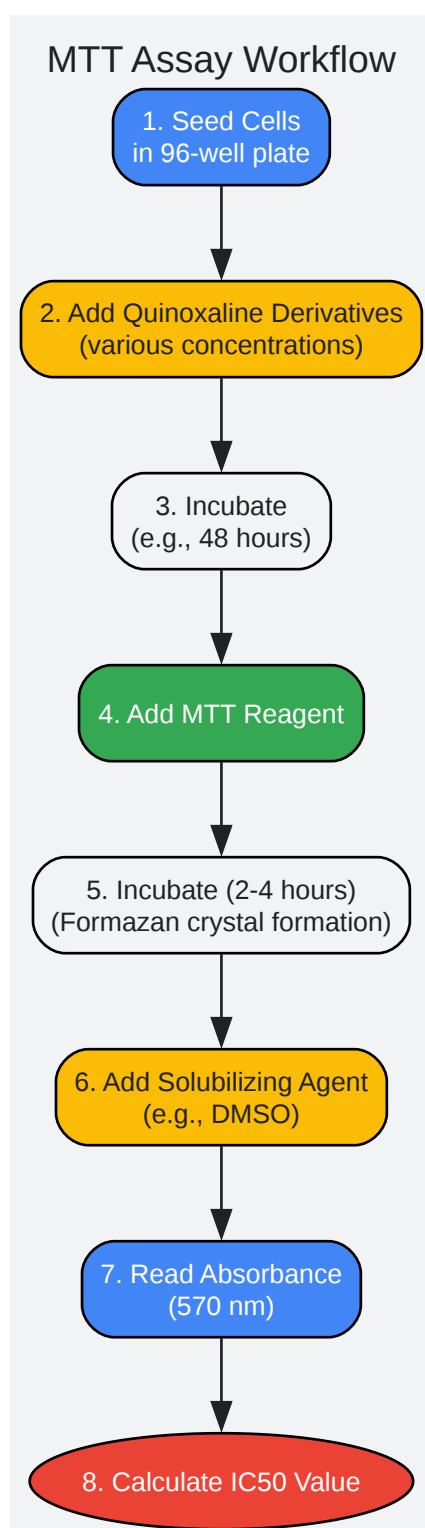 MTT Assay Workflow
1. Seed Cells
in 96-well plate
2. Add Quinoxaline Derivatives
(various concentrations)
3. Incubate
(e.g., 48 hours)
4. Add MTT Reagent
5. Incubate (2-4 hours)
(Formazan crystal formation)
6. Add Solubilizing Agent
(e.g., DMSO)
7. Read Absorbance
(570 nm)
8. Calculate IC50 Value